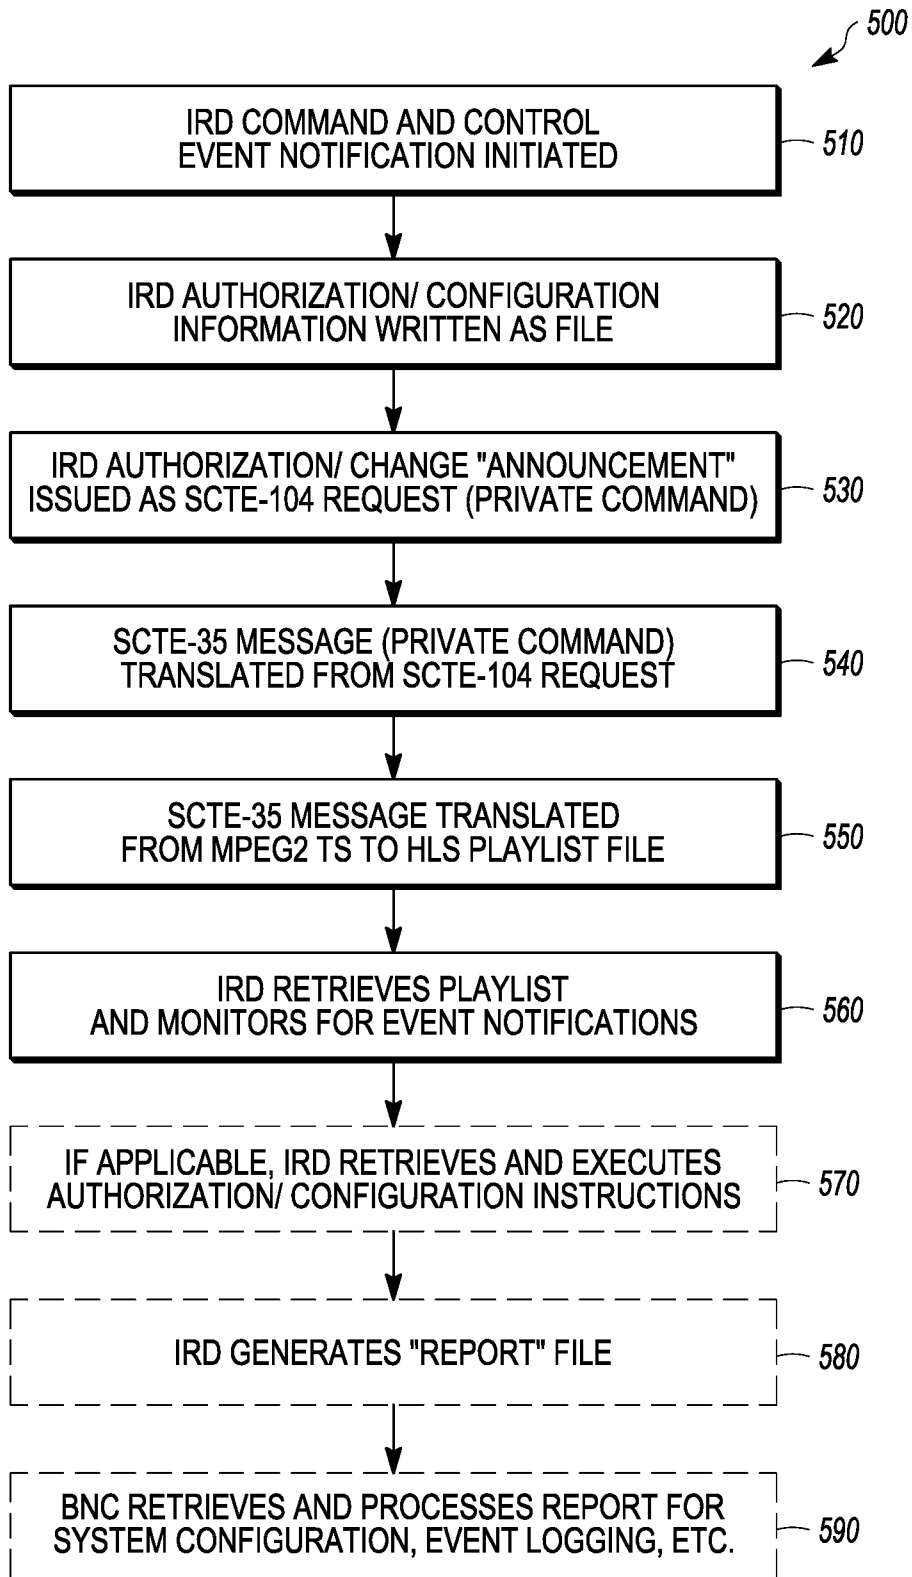 500
IRD COMMAND AND CONTROL
EVENT NOTIFICATION INITIATED
510
IRD AUTHORIZATION/ CONFIGURATION
INFORMATION WRITTEN AS FILE
520
IRD AUTHORIZATION/ CHANGE "ANNOUNCEMENT"
ISSUED AS SCTE-104 REQUEST (PRIVATE COMMAND)
530
SCTE-35 MESSAGE (PRIVATE COMMAND)
TRANSLATED FROM SCTE-104 REQUEST
540
SCTE-35 MESSAGE TRANSLATED
FROM MPEG2 TS TO HLS PLAYLIST FILE
550
IRD RETRIEVES PLAYLIST
AND MONITORS FOR EVENT NOTIFICATIONS
560
IF APPLICABLE, IRD RETRIEVES AND EXECUTES
AUTHORIZATION/ CONFIGURATION INSTRUCTIONS
570
IRD GENERATES "REPORT" FILE
580
BNC RETRIEVES AND PROCESSES REPORT FOR
SYSTEM CONFIGURATION, EVENT LOGGING, ETC.
590